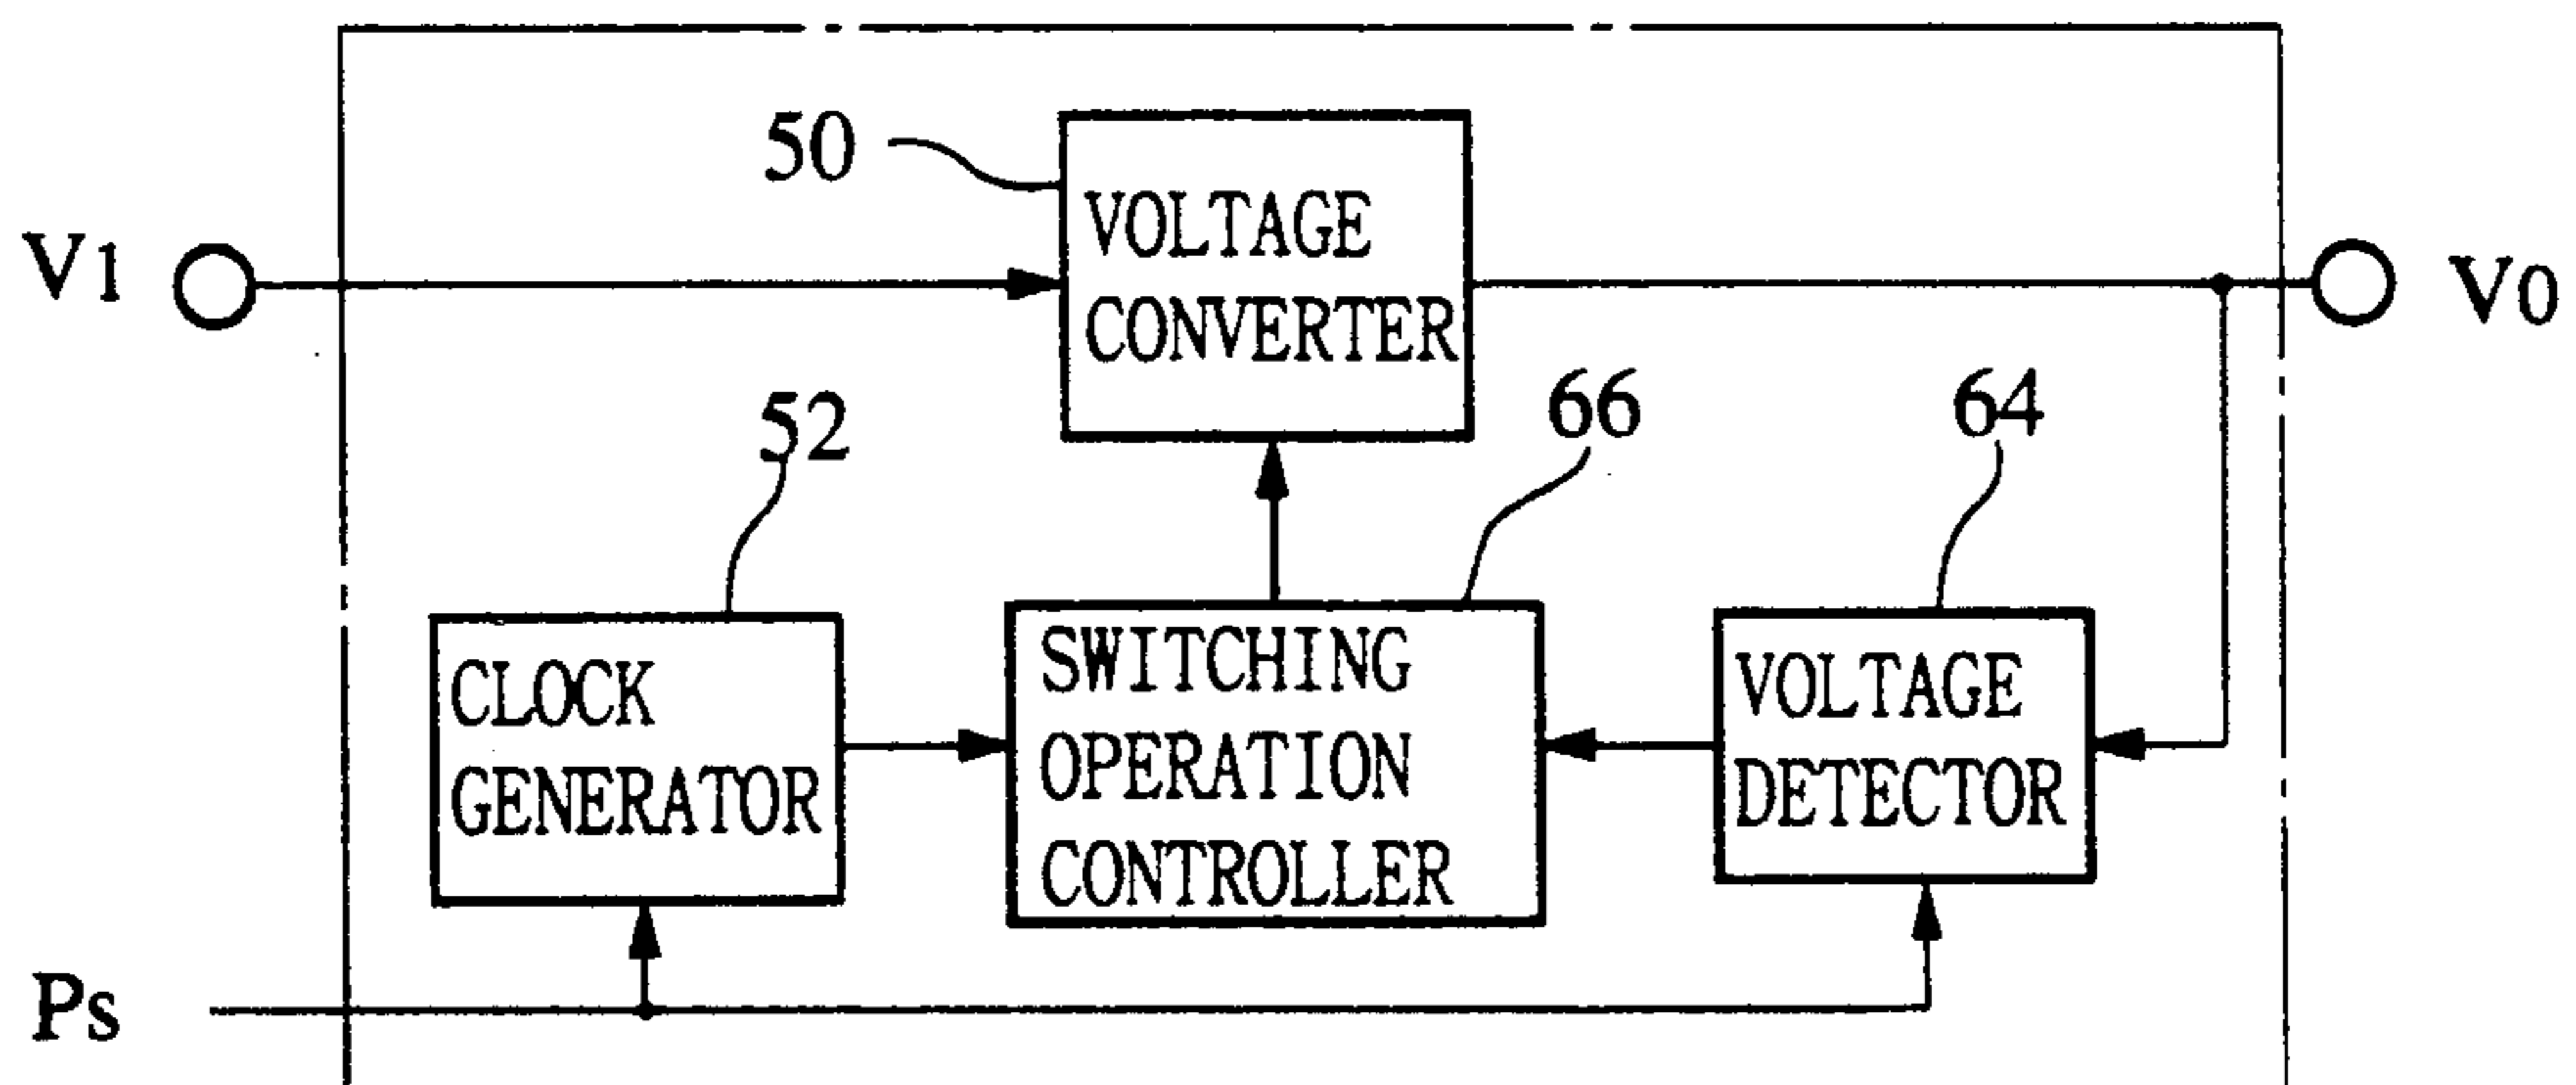 50
VOLTAGE
CONVERTER
V1
V0
52
66
64
CLOCK
GENERATOR
SWITCHING
OPERATION
CONTROLLER
VOLTAGE
DETECTOR
Ps